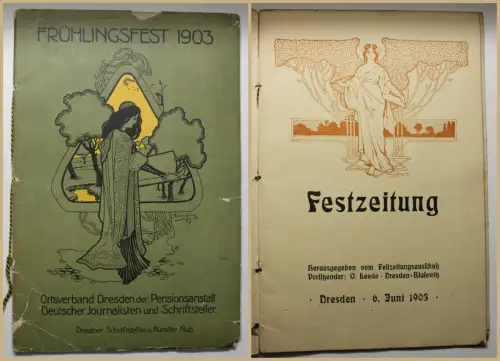 FRÜHLINGSFEST 1903
Ortsverband Dresden der Pensionsanstalt
Deutscher Journalisten und Schriftsteller.
Dresdner Schriftsteller u. Künstler Klub.
Festzeitung
Herausgegeben vom Festzeitungsausschuß
Vorsitzender: O. Leede · Dresden-Blasewitz
· Dresden · 6. Juni 1903 ·